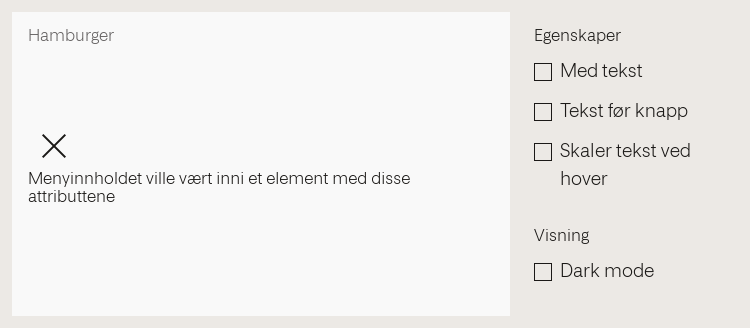 Hamburger
Menyinnholdet ville vært inni et element med disse
attributtene
Egenskaper
Med tekst
Tekst før knapp
Skaler tekst ved
hover
Visning
Dark mode